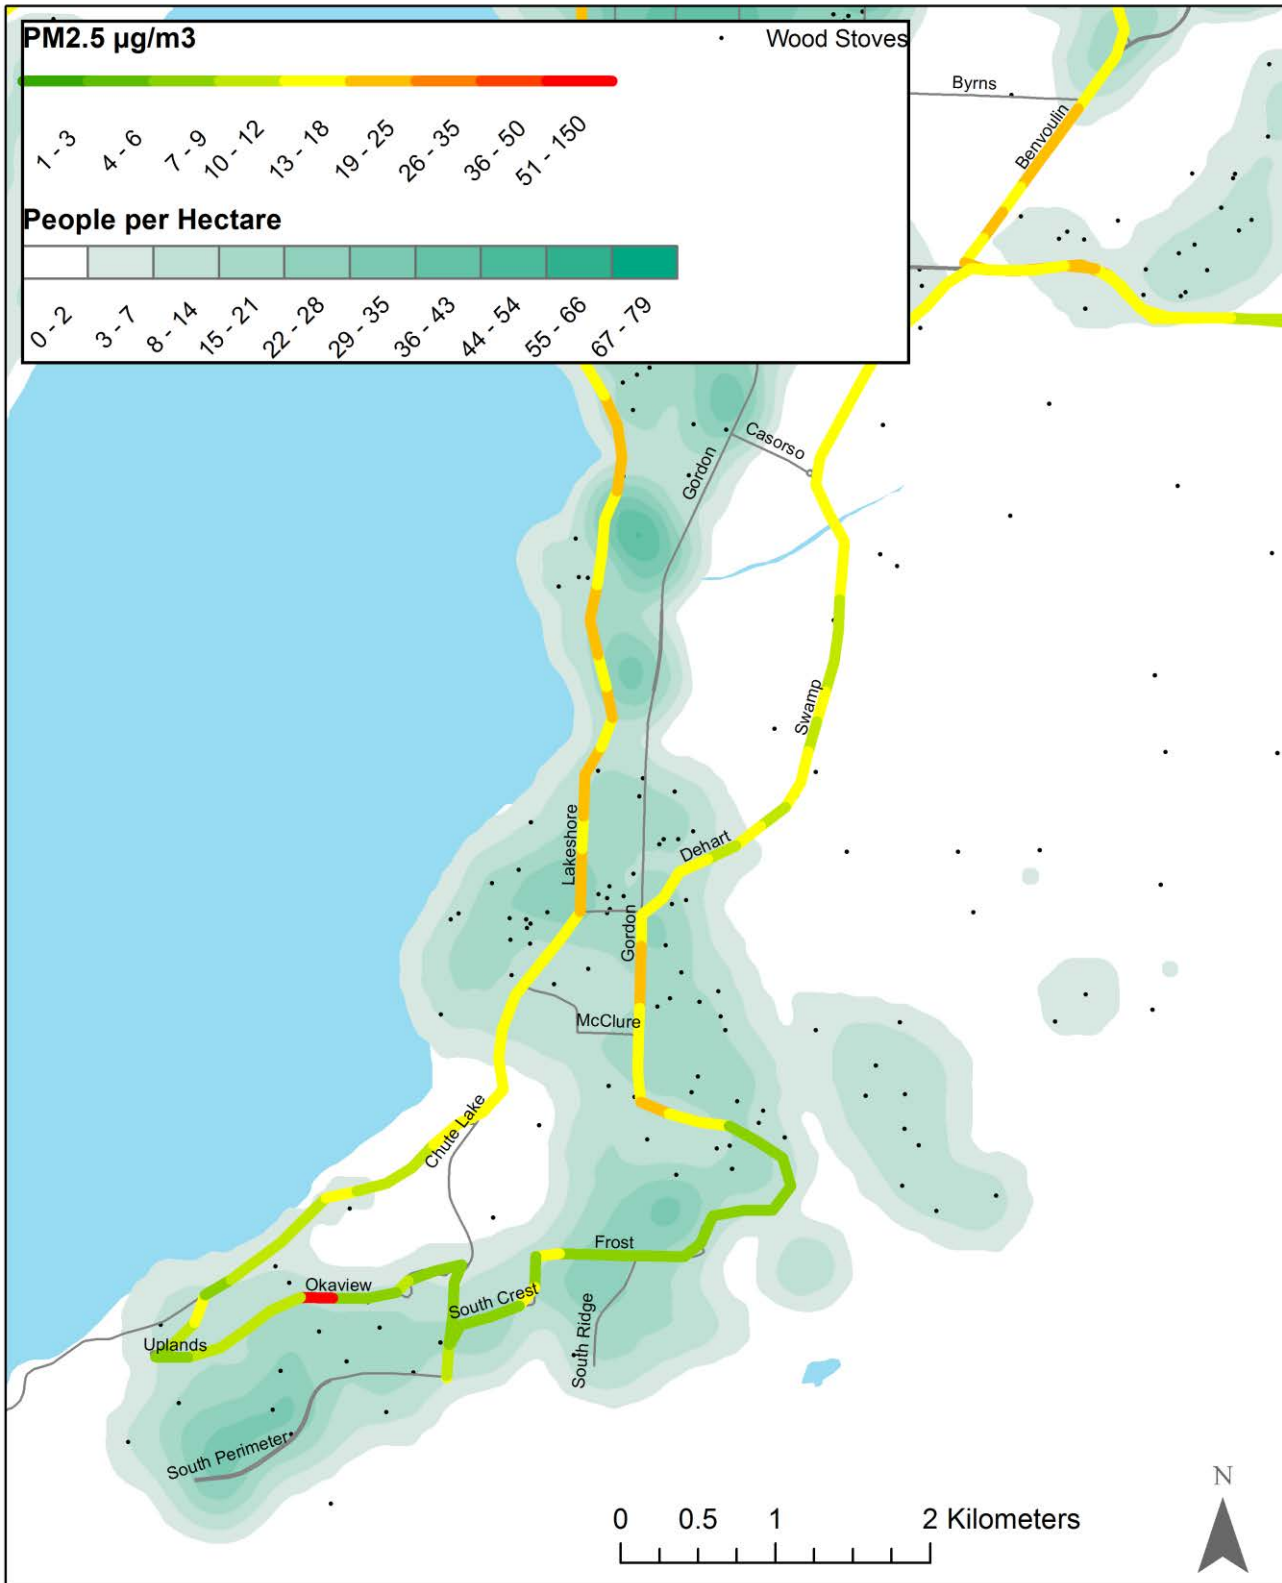 PM2.5 µg/m3
Wood Stoves
1 - 3
4 - 6
7 - 9
10 - 12
13 - 18
19 - 25
26 - 35
36 - 50
51 - 150
People per Hectare
0 - 2
3 - 7
8 - 14
15 - 21
22 - 28
29 - 35
36 - 43
44 - 54
55 - 66
67 - 79
Byrns
Benvoulin
Casorso
Gordon
Swamp
Lakeshore
Dehart
Gordon
McClure
Chute Lake
Frost
Okaview
South Crest
South Ridge
Uplands
South Perimeter
N
0 0.5 1 2 Kilometers